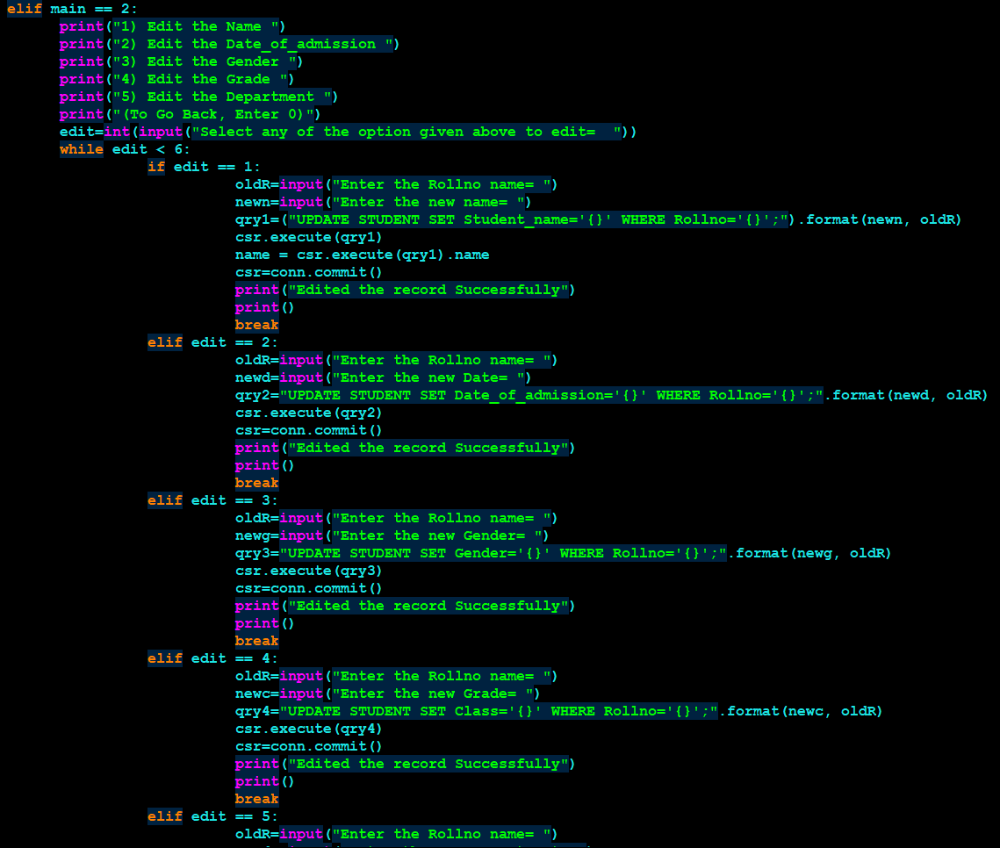 elif main == 2:
print("1) Edit the Name ")
print("2) Edit the Date_of_admission ")
print("3) Edit the Gender ")
print("4) Edit the Grade ")
print("5) Edit the Department ")
print("(To Go Back, Enter 0)")
edit=int(input("Select any of the option given above to edit=  "))
while edit < 6:
if edit == 1:
oldR=input("Enter the Rollno name= ")
newn=input("Enter the new name= ")
qry1=("UPDATE STUDENT SET Student_name='{}' WHERE Rollno='{}';").format(newn, oldR)
csr.execute(qry1)
name = csr.execute(qry1).name
csr=conn.commit()
print("Edited the record Successfully")
print()
break
elif edit == 2:
oldR=input("Enter the Rollno name= ")
newd=input("Enter the new Date= ")
qry2="UPDATE STUDENT SET Date_of_admission='{}' WHERE Rollno='{}';".format(newd, oldR)
csr.execute(qry2)
csr=conn.commit()
print("Edited the record Successfully")
print()
break
elif edit == 3:
oldR=input("Enter the Rollno name= ")
newg=input("Enter the new Gender= ")
qry3="UPDATE STUDENT SET Gender='{}' WHERE Rollno='{}';".format(newg, oldR)
csr.execute(qry3)
csr=conn.commit()
print("Edited the record Successfully")
print()
break
elif edit == 4:
oldR=input("Enter the Rollno name= ")
newc=input("Enter the new Grade= ")
qry4="UPDATE STUDENT SET Class='{}' WHERE Rollno='{}';".format(newc, oldR)
csr.execute(qry4)
csr=conn.commit()
print("Edited the record Successfully")
print()
break
elif edit == 5:
oldR=input("Enter the Rollno name= ")